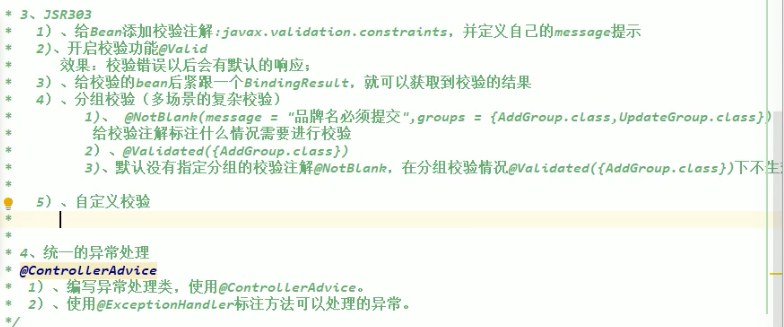 * 3、JSR303
* 1）、给Bean添加校验注解:javax.validation.constraints，并定义自己的message提示
* 2)、开启校验功能@Valid
* 效果：校验错误以后会有默认的响应；
* 3）、给校验的bean后紧跟一个BindingResult，就可以获取到校验的结果
* 4）、分组校验（多场景的复杂校验）
* 1)、 @NotBlank(message = "品牌名必须提交",groups = {AddGroup.class,UpdateGroup.class})
* 给校验注解标注什么情况需要进行校验
* 2）、@Validated({AddGroup.class})
* 3)、默认没有指定分组的校验注解@NotBlank，在分组校验情况@Validated({AddGroup.class})下不生
*
* 5）、自定义校验
*
*
* 4、统一的异常处理
* @ControllerAdvice
* 1）、编写异常处理类，使用@ControllerAdvice。
* 2）、使用@ExceptionHandler标注方法可以处理的异常。
*/